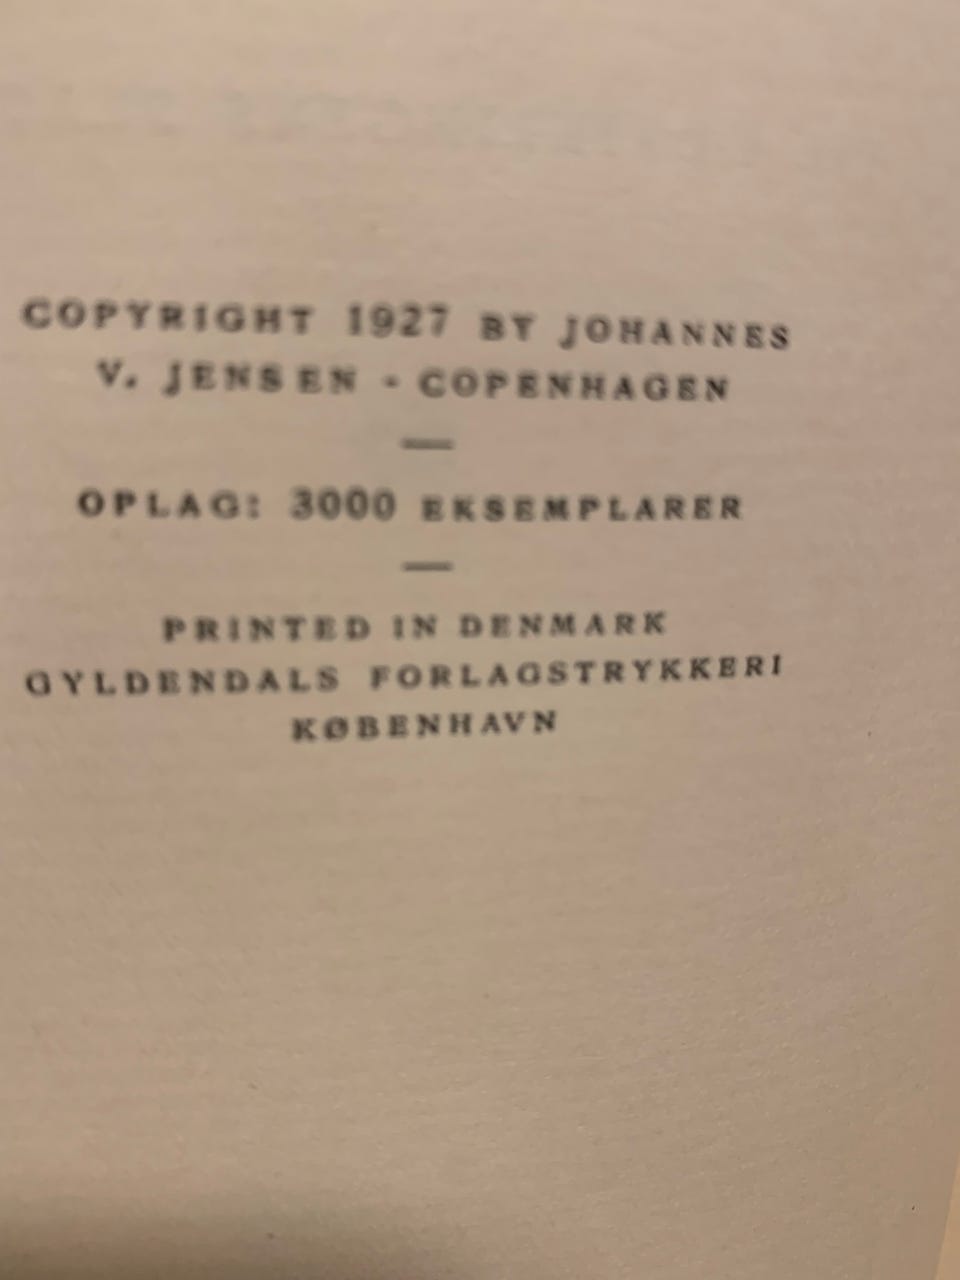 COPYRIGHT 1927 BY JOHANNES
V. JENSEN - COPENHAGEN
OPLAG: 3000 EKSEMPLARER
PRINTED IN DENMARK
GYLDENDALS FORLAGSTRYKKERI
KØBENHAVN